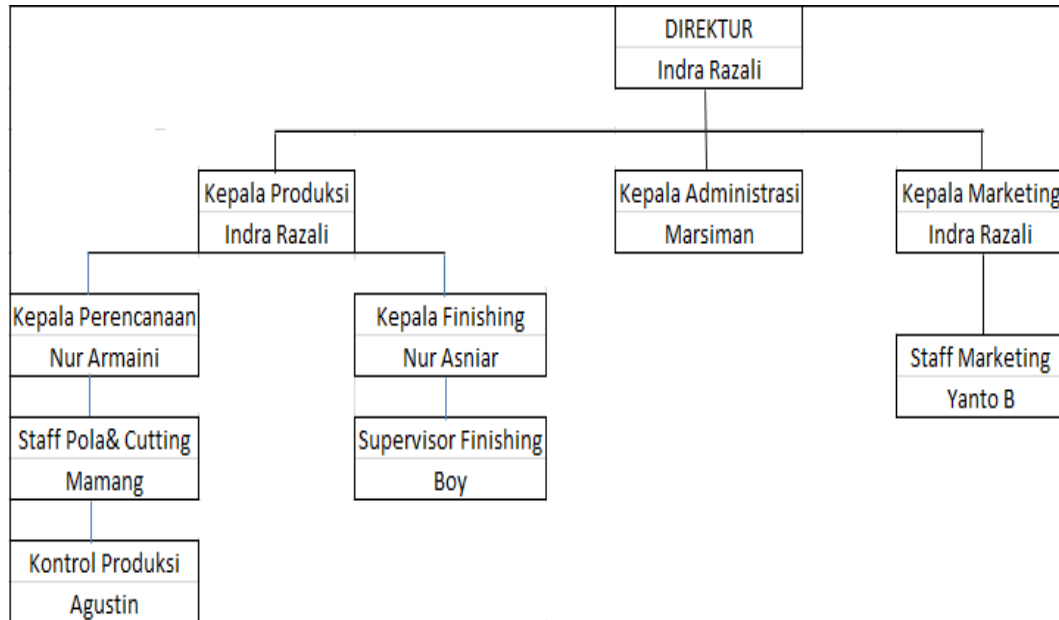 DIREKTUR
Indra Razali
Kepala Produksi
Indra Razali
Kepala Administrasi
Marsiman
Kepala Marketing
Indra Razali
Kepala Perencanaan
Nur Armaini
Kepala Finishing
Nur Asniar
Staff Marketing
Yanto B
Staff Pola& Cutting
Mamang
Supervisor Finishing
Boy
Kontrol Produksi
Agustin